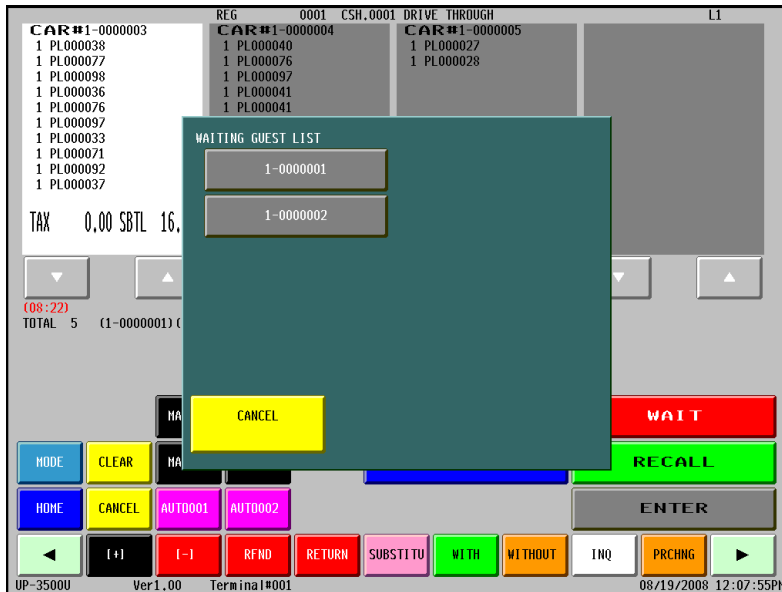 REG 0001 CSH.0001 DRIVE THROUGH L1
CAR#1-0000003
1 PL000038
1 PL000077
1 PL000098
1 PL000036
1 PL000076
1 PL000097
1 PL000033
1 PL000071
1 PL000092
1 PL000037
TAX 0.00 SBTL 16.
CAR#1-0000004
1 PL000040
1 PL000076
1 PL000097
1 PL000041
1 PL000041
CAR#1-0000005
1 PL000027
1 PL000028
WAITING GUEST LIST
1-0000001
1-0000002
CANCEL
(08:22)
TOTAL 5 (1-0000001)(
MA
WAIT
MODE CLEAR MA RECALL
HOME CANCEL AUTO001 AUTO002 ENTER
[+] [-] RFND RETURN SUBSTITU WITH WITHOUT INQ PRCHNG
UP-3500U Ver1.00 Terminal#001 08/19/2008 12:07:55PM